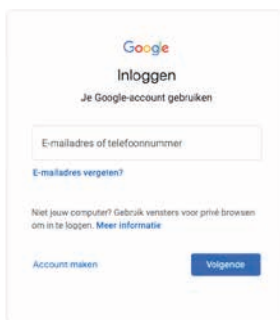 Google
Inloggen
Je Google-account gebruiken
E-mailadres of telefoonnummer
E-mailadres vergeten?
Niet jouw computer? Gebruik vensters voor privé browsen
om in te loggen. Meer informatie
Account maken
Volgende